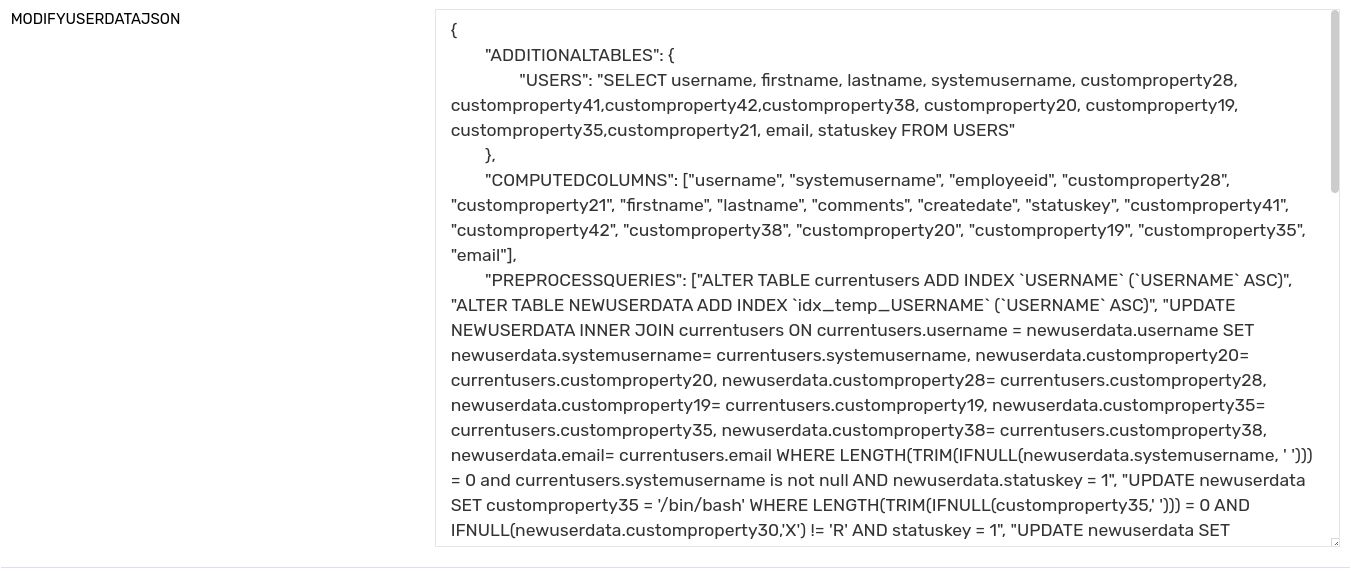 MODIFYUSERDATAJSON
{
"ADDITIONALTABLES": {
"USERS": "SELECT username, firstname, lastname, systemusername, customproperty28,
customproperty41,customproperty42,customproperty38, customproperty20, customproperty19,
customproperty35,customproperty21, email, statuskey FROM USERS"
},
"COMPUTEDCOLUMNS": ["username", "systemusername", "employeeid", "customproperty28",
"customproperty21", "firstname", "lastname", "comments", "createdate", "statuskey", "customproperty41",
"customproperty42", "customproperty38", "customproperty20", "customproperty19", "customproperty35",
"email"],
"PREPROCESSQUERIES": ["ALTER TABLE currentusers ADD INDEX `USERNAME` (`USERNAME` ASC)",
"ALTER TABLE NEWUSERDATA ADD INDEX `idx_temp_USERNAME` (`USERNAME` ASC)", "UPDATE
NEWUSERDATA INNER JOIN currentusers ON currentusers.username = newuserdata.username SET
newuserdata.systemusername= currentusers.systemusername, newuserdata.customproperty20=
currentusers.customproperty20, newuserdata.customproperty28= currentusers.customproperty28,
newuserdata.customproperty19= currentusers.customproperty19, newuserdata.customproperty35=
currentusers.customproperty35, newuserdata.customproperty38= currentusers.customproperty38,
newuserdata.email= currentusers.email WHERE LENGTH(TRIM(IFNULL(newuserdata.systemusername, ' ')))
= 0 and currentusers.systemusername is not null AND newuserdata.statuskey = 1", "UPDATE newuserdata
SET customproperty35 = '/bin/bash' WHERE LENGTH(TRIM(IFNULL(customproperty35,' '))) = 0 AND
IFNULL(newuserdata.customproperty30,'X') != 'R' AND statuskey = 1", "UPDATE newuserdata SET